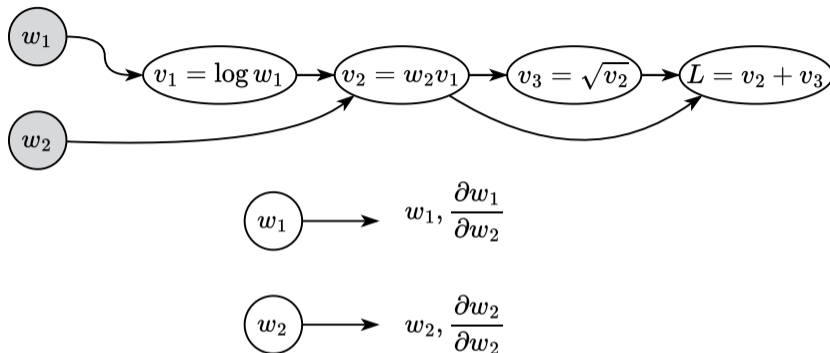 w₁
v₁ = log w₁
v₂ = w₂v₁
v₃ = √v₂
L = v₂ + v₃
w₂
w₁
w₁, ∂w₁/∂w₂
w₂
w₂, ∂w₂/∂w₂